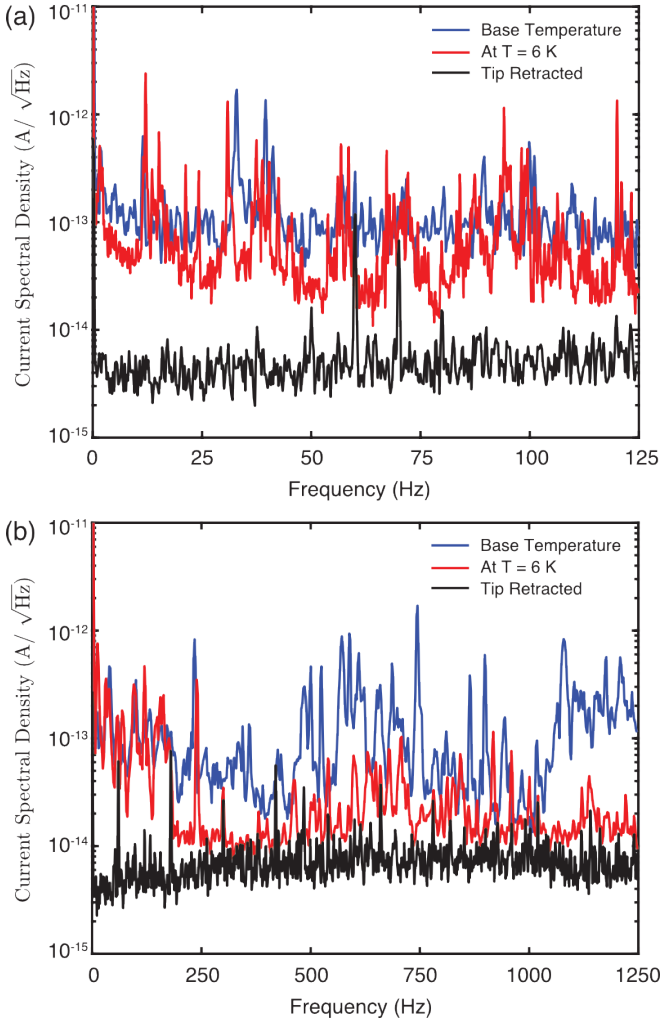 (a)
Current Spectral Density (A/ √Hz)
10⁻¹¹
10⁻¹²
10⁻¹³
10⁻¹⁴
10⁻¹⁵
Base Temperature
At T = 6 K
Tip Retracted
0 25 50 75 100 125
Frequency (Hz)
(b)
Current Spectral Density (A/ √Hz)
10⁻¹¹
10⁻¹²
10⁻¹³
10⁻¹⁴
10⁻¹⁵
Base Temperature
At T = 6 K
Tip Retracted
0 250 500 750 1000 1250
Frequency (Hz)